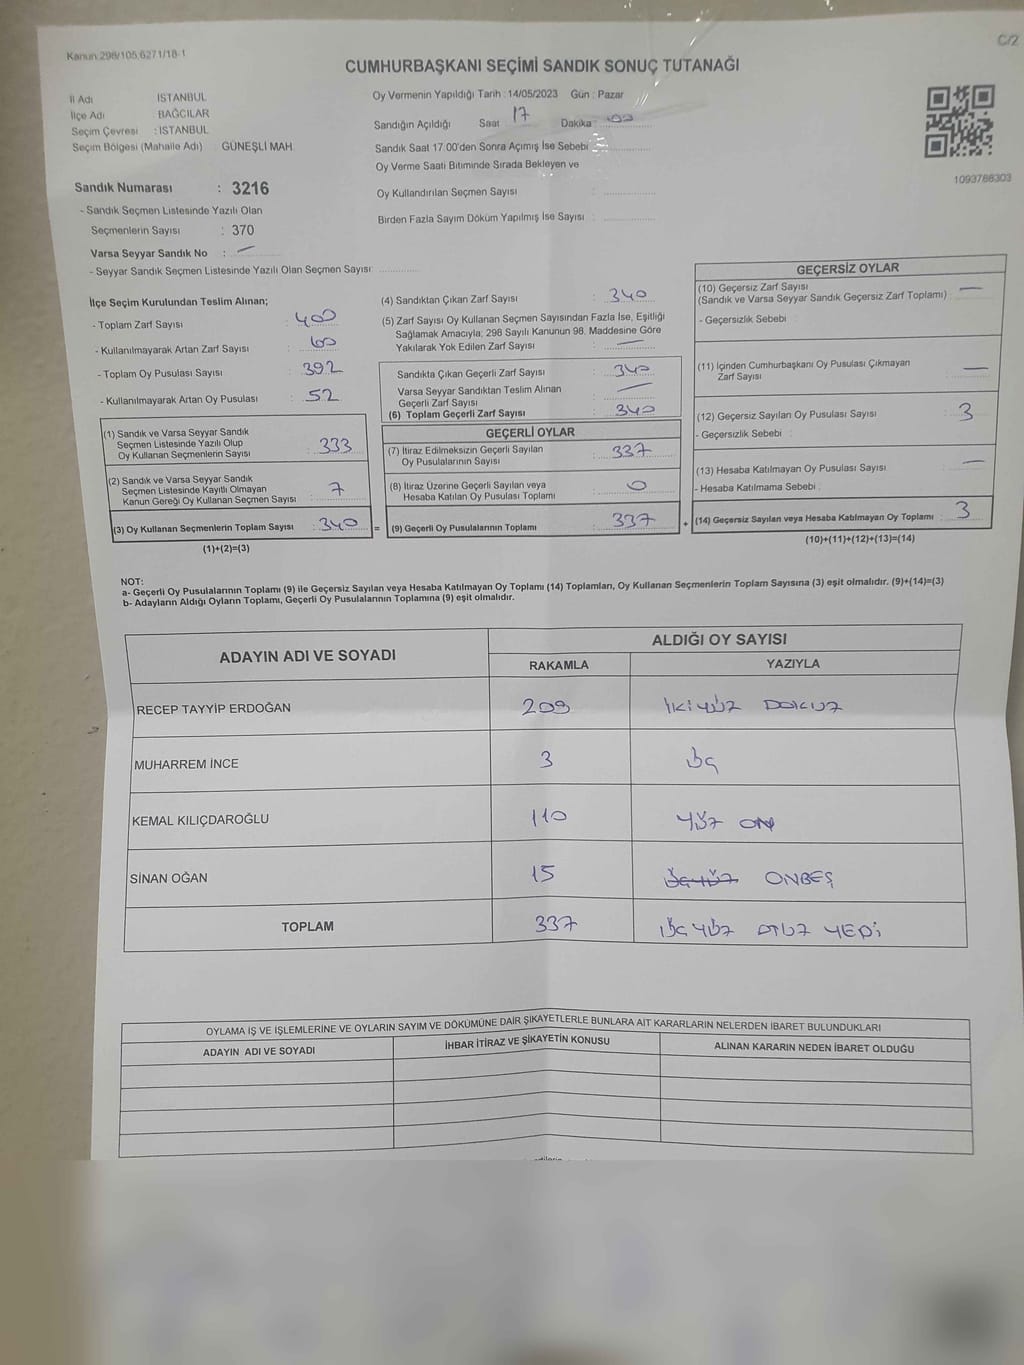 Kanun:298/105,6271/18-1
C/2
CUMHURBAŞKANI SEÇİMİ SANDIK SONUÇ TUTANAĞI
İl Adı İSTANBUL
İlçe Adı BAĞCILAR
Seçim Çevresi : İSTANBUL
Seçim Bölgesi (Mahalle Adı) GÜNEŞLİ MAH
Sandık Numarası : 3216
- Sandık Seçmen Listesinde Yazılı Olan
Seçmenlerin Sayısı : 370
Varsa Seyyar Sandık No : —
- Seyyar Sandık Seçmen Listesinde Yazılı Olan Seçmen Sayısı:
Oy Vermenin Yapıldığı Tarih : 14/05/2023 Gün : Pazar
Sandığın Açıldığı Saat 17 Dakika : 00
Sandık Saat 17:00'den Sonra Açımış İse Sebebi :
Oy Verme Saati Bitiminde Sırada Bekleyen ve
Oy Kullandırılan Seçmen Sayısı :
Birden Fazla Sayım Döküm Yapılmış İse Sayısı :
1093788303
İlçe Seçim Kurulundan Teslim Alınan;
- Toplam Zarf Sayısı : 400
- Kullanılmayarak Artan Zarf Sayısı : 60
- Toplam Oy Pusulası Sayısı : 392
- Kullanılmayarak Artan Oy Pusulası : 52
(1) Sandık ve Varsa Seyyar Sandık
Seçmen Listesinde Yazılı Olup
Oy Kullanan Seçmenlerin Sayısı : 333
(2) Sandık ve Varsa Seyyar Sandık
Seçmen Listesinde Kayıtlı Olmayan
Kanun Gereği Oy Kullanan Seçmen Sayısı : 7
(3) Oy Kullanan Seçmenlerin Toplam Sayısı : 340 =
(1)+(2)=(3)
(4) Sandıktan Çıkan Zarf Sayısı : 340
(5) Zarf Sayısı Oy Kullanan Seçmen Sayısından Fazla İse, Eşitliği
Sağlamak Amacıyla, 298 Sayılı Kanunun 98. Maddesine Göre
Yakılarak Yok Edilen Zarf Sayısı : —
Sandıkta Çıkan Geçerli Zarf Sayısı : 340
Varsa Seyyar Sandıktan Teslim Alınan
Geçerli Zarf Sayısı : —
(6) Toplam Geçerli Zarf Sayısı : 340
GEÇERLİ OYLAR
(7) İtiraz Edilmeksizin Geçerli Sayılan
Oy Pusulalarının Sayısı : 337
(8) İtiraz Üzerine Geçerli Sayılan veya
Hesaba Katılan Oy Pusulası Toplamı : 0
(9) Geçerli Oy Pusulalarının Toplamı : 337 +
GEÇERSİZ OYLAR
(10) Geçersiz Zarf Sayısı
(Sandık ve Varsa Seyyar Sandık Geçersiz Zarf Toplamı) : —
- Geçersizlik Sebebi :
(11) İçinden Cumhurbaşkanı Oy Pusulası Çıkmayan
Zarf Sayısı : —
(12) Geçersiz Sayılan Oy Pusulası Sayısı : 3
- Geçersizlik Sebebi :
(13) Hesaba Katılmayan Oy Pusulası Sayısı : —
- Hesaba Katılmama Sebebi :
(14) Geçersiz Sayılan veya Hesaba Katılmayan Oy Toplamı : 3
(10)+(11)+(12)+(13)=(14)
NOT:
a- Geçerli Oy Pusulalarının Toplamı (9) ile Geçersiz Sayılan veya Hesaba Katılmayan Oy Toplamı (14) Toplamları, Oy Kullanan Seçmenlerin Toplam Sayısına (3) eşit olmalıdır. (9)+(14)=(3)
b- Adayların Aldığı Oyların Toplamı, Geçerli Oy Pusulalarının Toplamına (9) eşit olmalıdır.
ADAYIN ADI VE SOYADI
ALDIĞI OY SAYISI
RAKAMLA YAZIYLA
RECEP TAYYİP ERDOĞAN 209 İKİ YÜZ DOKUZ
MUHARREM İNCE 3 ÜÇ
KEMAL KILIÇDAROĞLU 110 YÜZ ON
SİNAN OĞAN 15 ÜÇYÜZ ONBEŞ
TOPLAM 337 ÜÇ YÜZ OTUZ YEDİ
OYLAMA İŞ VE İŞLEMLERİNE VE OYLARIN SAYIM VE DÖKÜMÜNE DAİR ŞİKAYETLERLE BUNLARA AİT KARARLARIN NELERDEN İBARET BULUNDUKLARI
ADAYIN ADI VE SOYADI İHBAR İTİRAZ VE ŞİKAYETİN KONUSU ALINAN KARARIN NEDEN İBARET OLDUĞU